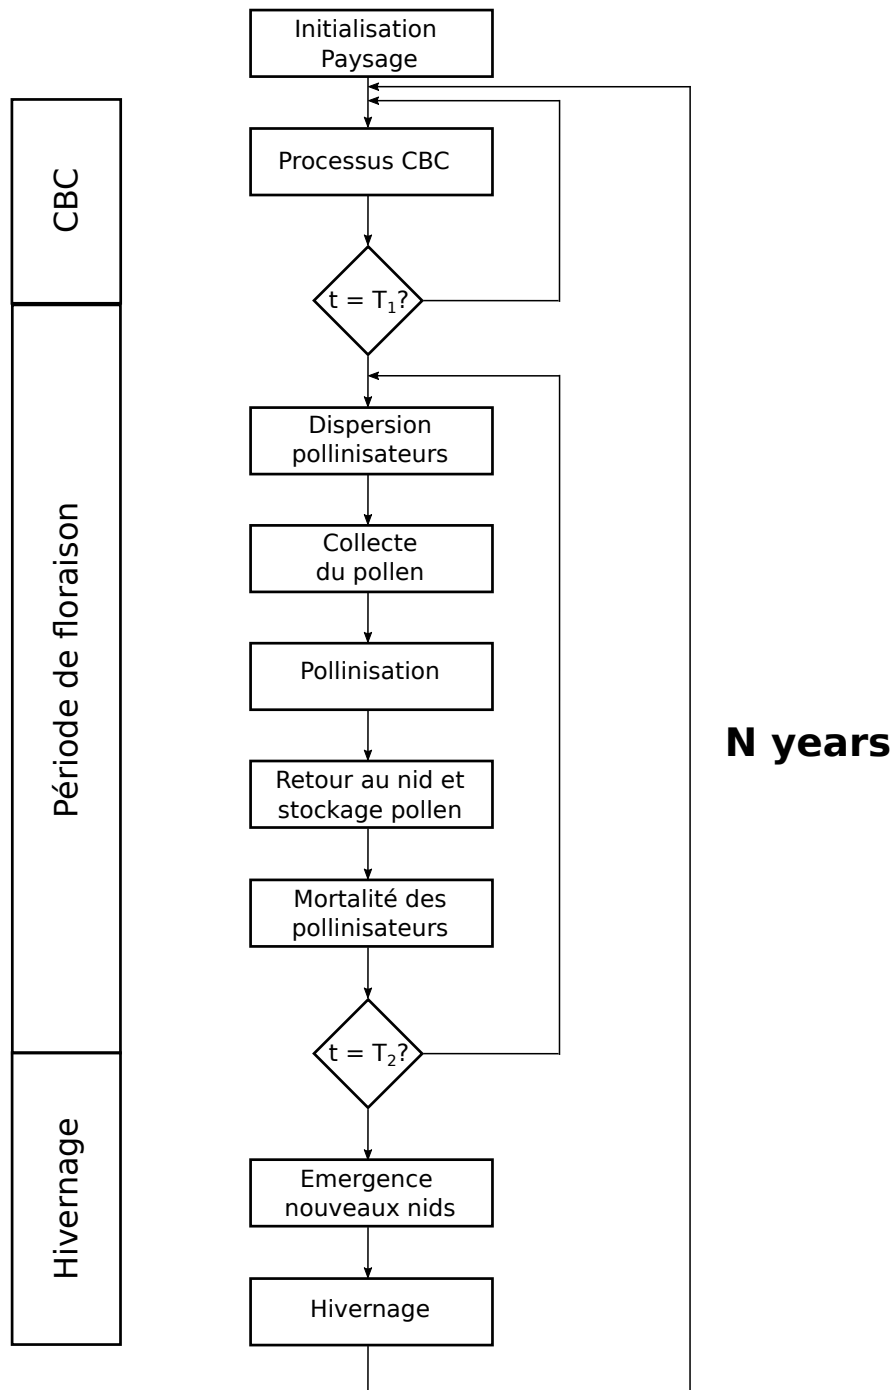 Initialisation
Paysage
CBC
Processus CBC
t = T₁?
Période de floraison
Dispersion
pollinisateurs
Collecte
du pollen
Pollinisation
Retour au nid et
stockage pollen
Mortalité des
pollinisateurs
t = T₂?
N years
Hivernage
Emergence
nouveaux nids
Hivernage